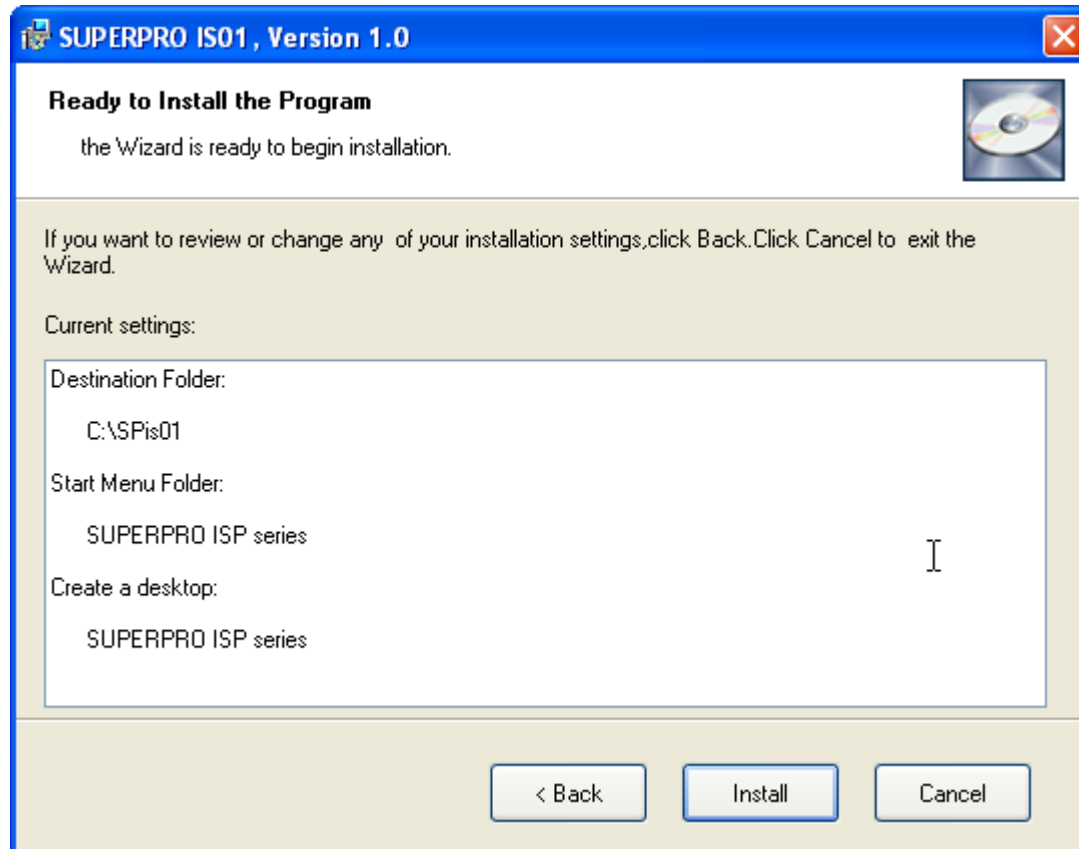 SUPERPRO IS01, Version 1.0
Ready to Install the Program
the Wizard is ready to begin installation.
If you want to review or change any  of your installation settings,click Back.Click Cancel to  exit the
Wizard.
Current settings:
Destination Folder:
C:\SPis01
Start Menu Folder:
SUPERPRO ISP series
Create a desktop:
SUPERPRO ISP series
< Back
Install
Cancel